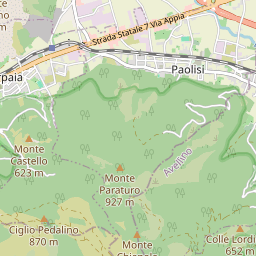 Strada Statale 7 Via Appia
rpaia
Paolisi
Monte
Castello
623 m
Avellino
Monte
Paraturo
927 m
Ciglio Pedalino
870 m
Monte
Colle Lordi
652 m